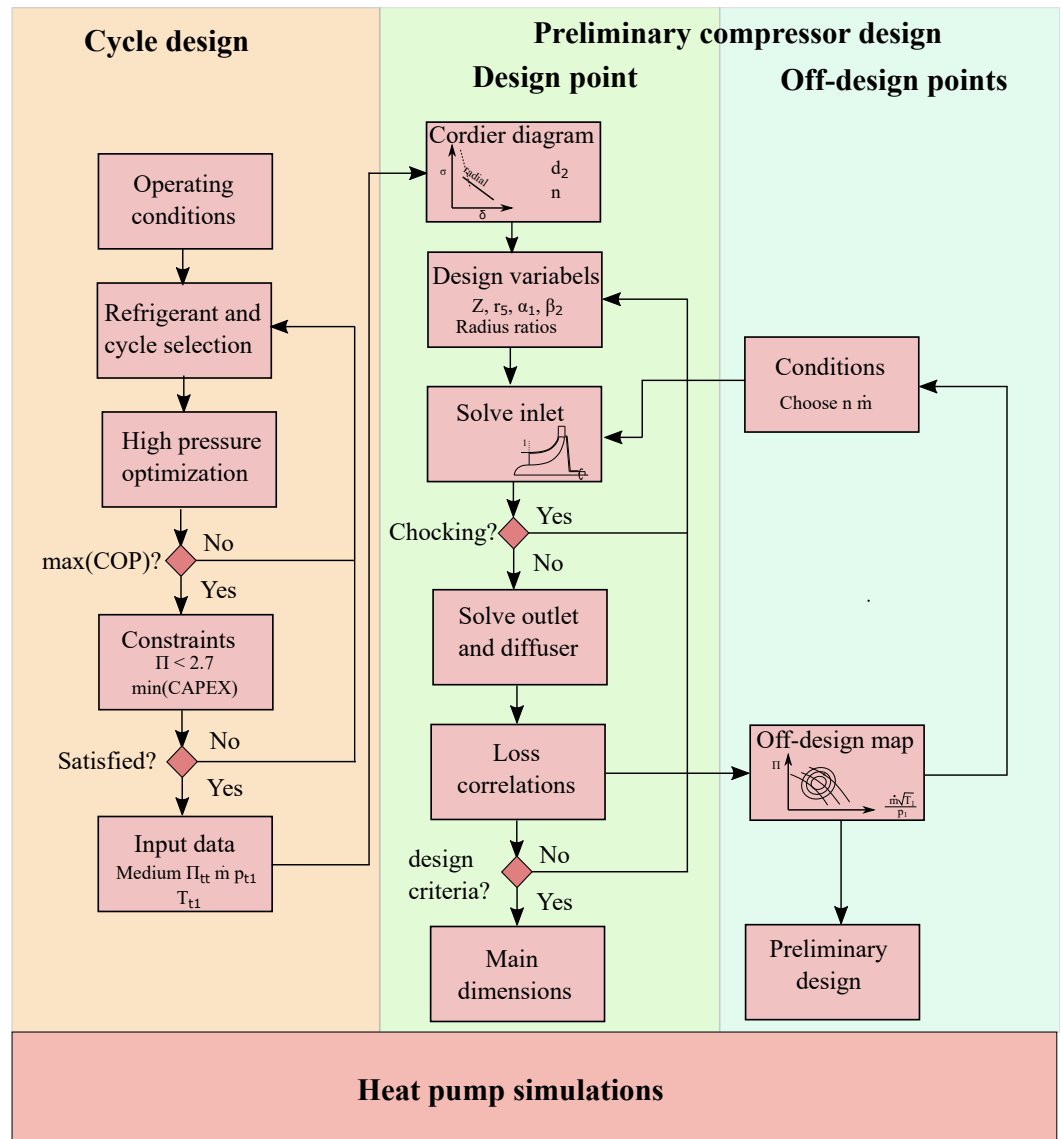 Cycle design
Operating
conditions
Refrigerant and
cycle selection
High pressure
optimization
max(COP)?
No
Yes
Constraints
Π < 2.7
min(CAPEX)
Satisfied?
No
Yes
Input data
Medium Πtt ṁ pt1
Tt1
Preliminary compressor design
Design point
Cordier diagram
σ
radial
δ
d2
n
Design variabels
Z, r5, α1, β2
Radius ratios
Solve inlet
1
Chocking?
Yes
No
Solve outlet
and diffuser
Loss
correlations
design
criteria?
No
Yes
Main
dimensions
Off-design points
Conditions
Choose n ṁ
Off-design map
Π
ṁ√T1
p1
Preliminary
design
Heat pump simulations